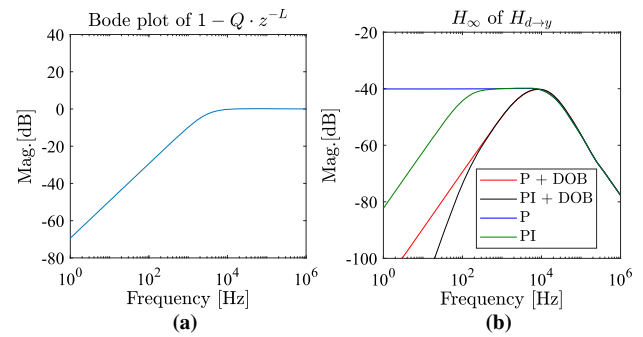 Bode plot of 1 − Q · z^{-L}
Mag.[dB]
40
20
0
-20
-40
-60
80
10^0
10^2
10^4
10^6
Frequency [Hz]
(a)
H_∞ of H_{d→y}
Mag.[dB]
-20
-40
-60
-80
-100
P + DOB
PI + DOB
P
PI
10^0
10^2
10^4
10^6
Frequency [Hz]
(b)